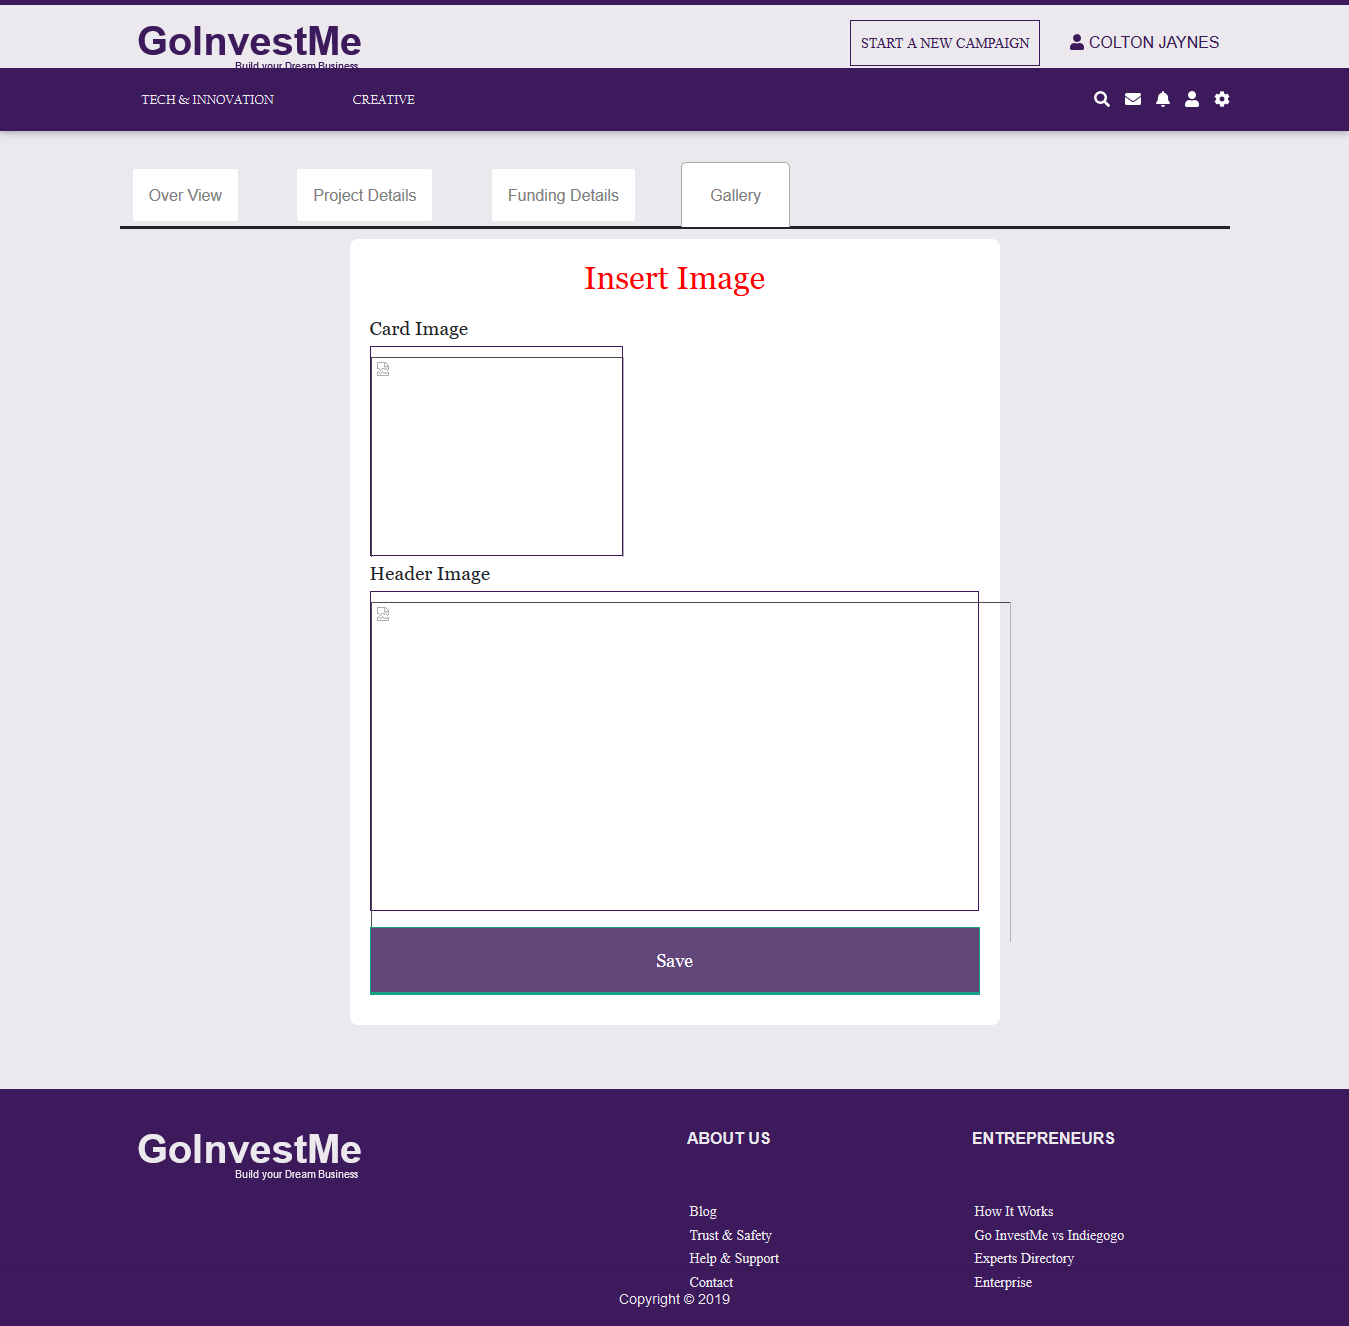 GoInvestMe
Build your Dream Business
START A NEW CAMPAIGN
COLTON JAYNES
TECH & INNOVATION
CREATIVE
Over View
Project Details
Funding Details
Gallery
Insert Image
Card Image
Header Image
Save
GoInvestMe
Build your Dream Business
ABOUT US
Blog
Trust & Safety
Help & Support
Contact
ENTREPRENEURS
How It Works
Go InvestMe vs Indiegogo
Experts Directory
Enterprise
Copyright © 2019